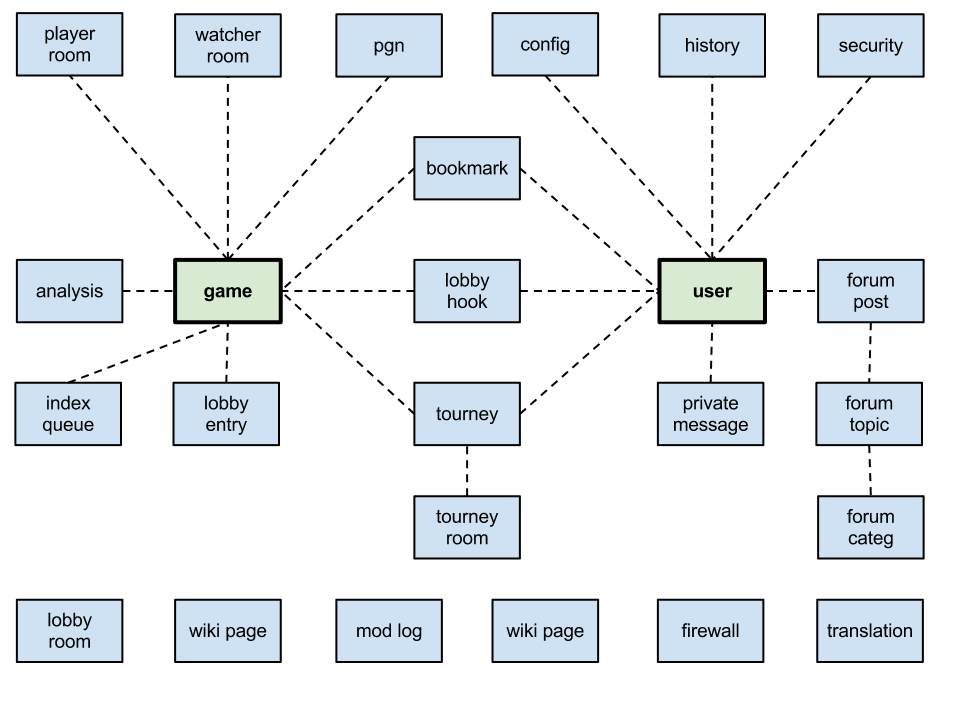 player
room
watcher
room
pgn
config
history
security
bookmark
analysis
game
lobby
hook
user
forum
post
index
queue
lobby
entry
tourney
private
message
forum
topic
tourney
room
forum
categ
lobby
room
wiki page
mod log
wiki page
firewall
translation